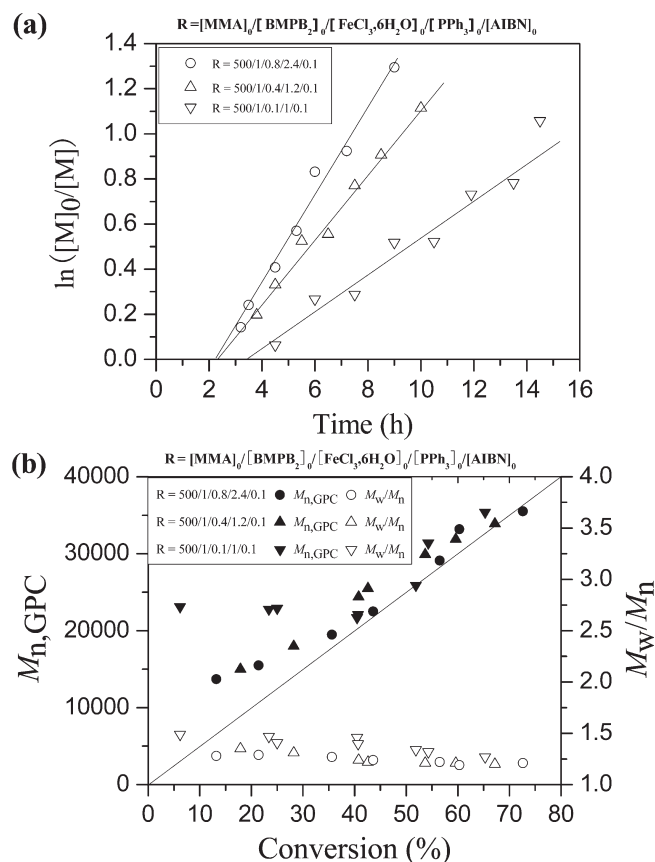 (a)
R=[MMA]₀/[BMPB₂]₀/[FeCl₃,6H₂O]₀/[PPh₃]₀/[AIBN]₀
1.4
1.2
1.0
0.8
0.6
0.4
0.2
0.0
ln([M]₀/[M])
R = 500/1/0.8/2.4/0.1
R = 500/1/0.4/1.2/0.1
R = 500/1/0.1/1/0.1
0 2 4 6 8 10 12 14 16
Time (h)
(b)
R=[MMA]₀/[BMPB₂]₀/[FeCl₃,6H₂O]₀/[PPh₃]₀/[AIBN]₀
40000
30000
20000
10000
0
Mn,GPC
R = 500/1/0.8/2.4/0.1 Mn,GPC Mw/Mn
R = 500/1/0.4/1.2/0.1 Mn,GPC Mw/Mn
R = 500/1/0.1/1/0.1 Mn,GPC Mw/Mn
4.0
3.5
3.0
2.5
2.0
1.5
1.0
Mw/Mn
0 10 20 30 40 50 60 70 80
Conversion (%)